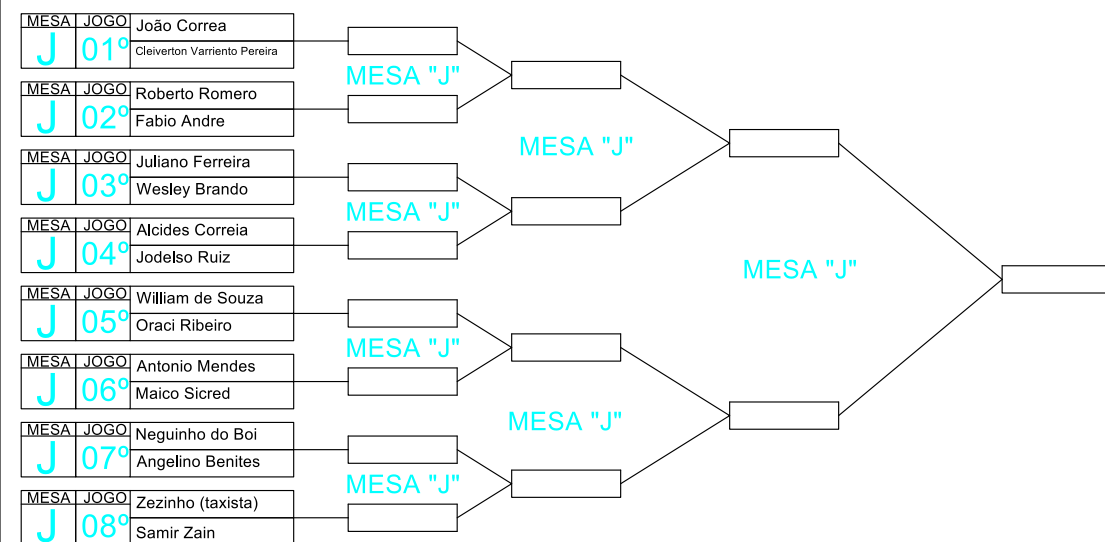 MESA JOGO João Correa
J 01º Cleiverton Varriento Pereira
MESA "J"
MESA JOGO Roberto Romero
J 02º Fabio Andre
MESA "J"
MESA JOGO Juliano Ferreira
J 03º Wesley Brando
MESA "J"
MESA JOGO Alcides Correia
J 04º Jodelso Ruiz
MESA "J"
MESA JOGO William de Souza
J 05º Oraci Ribeiro
MESA "J"
MESA JOGO Antonio Mendes
J 06º Maico Sicred
MESA "J"
MESA JOGO Neguinho do Boi
J 07º Angelino Benites
MESA "J"
MESA JOGO Zezinho (taxista)
J 08º Samir Zain